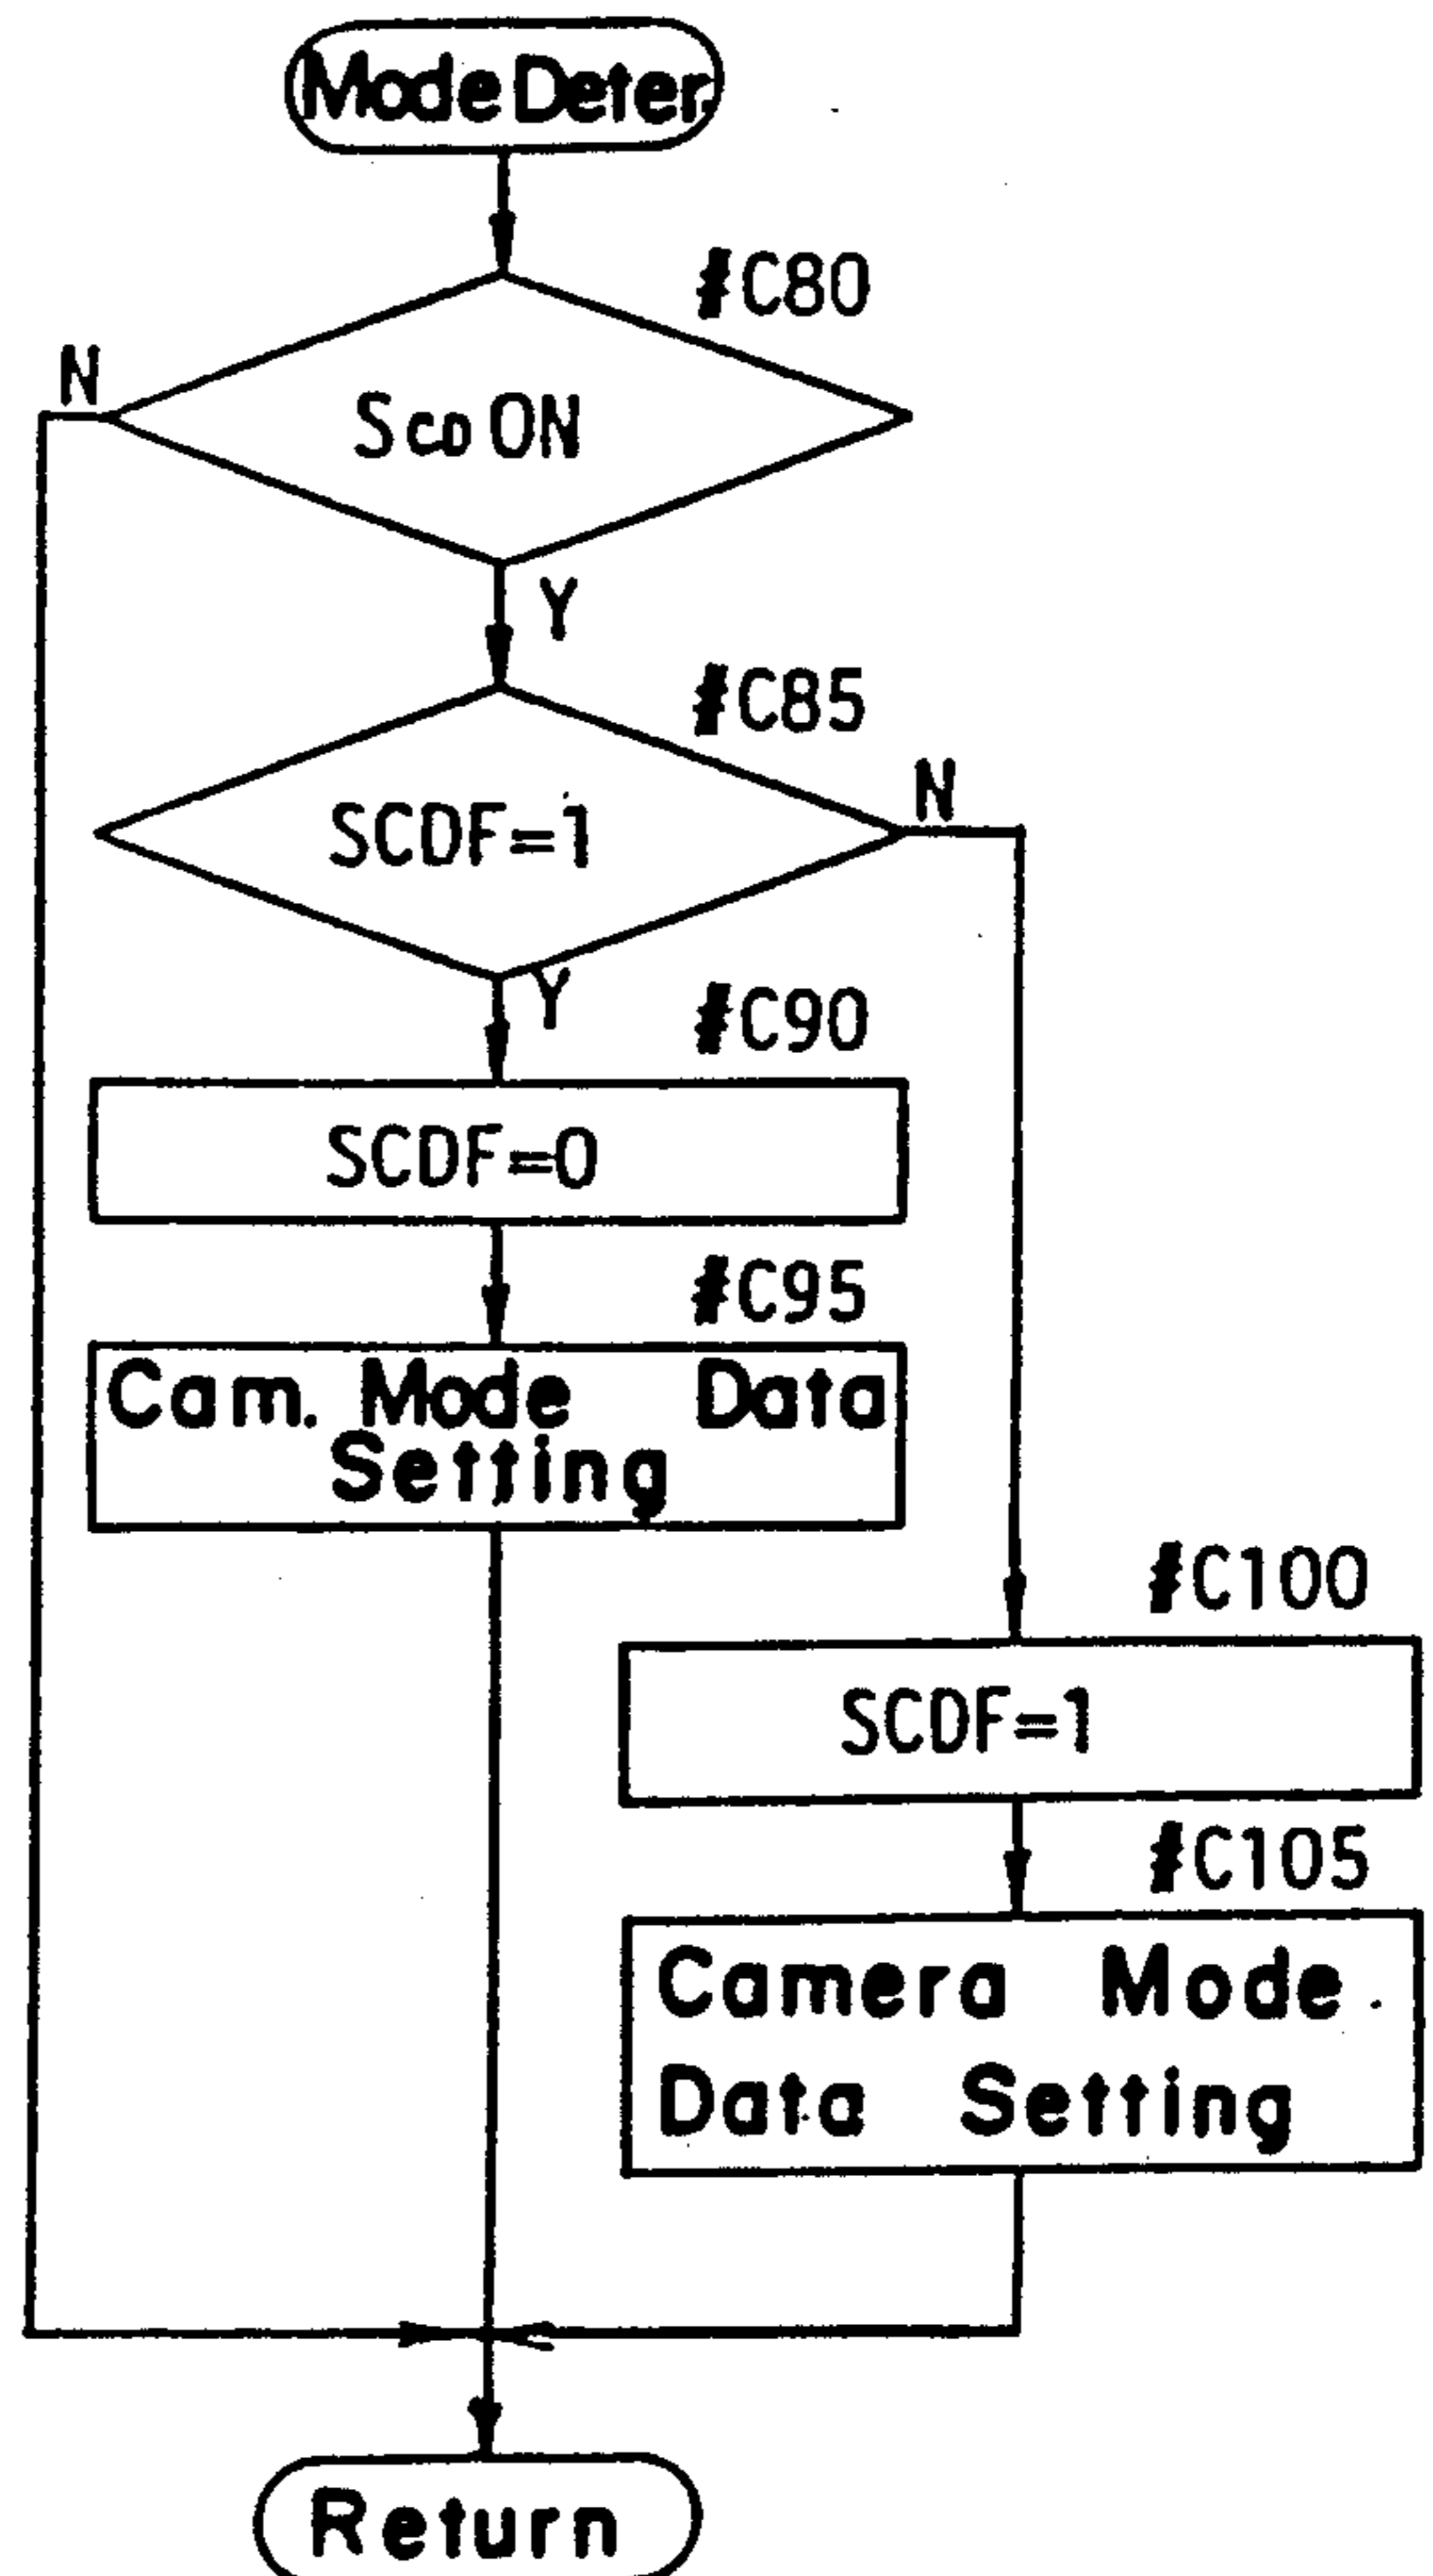 Mode Deter.
#C80
N
SCD ON
Y
#C85
N
SCDF=1
Y
#C90
SCDF=0
#C95
Cam. Mode Data
Setting
#C100
SCDF=1
#C105
Camera Mode
Data Setting
Return